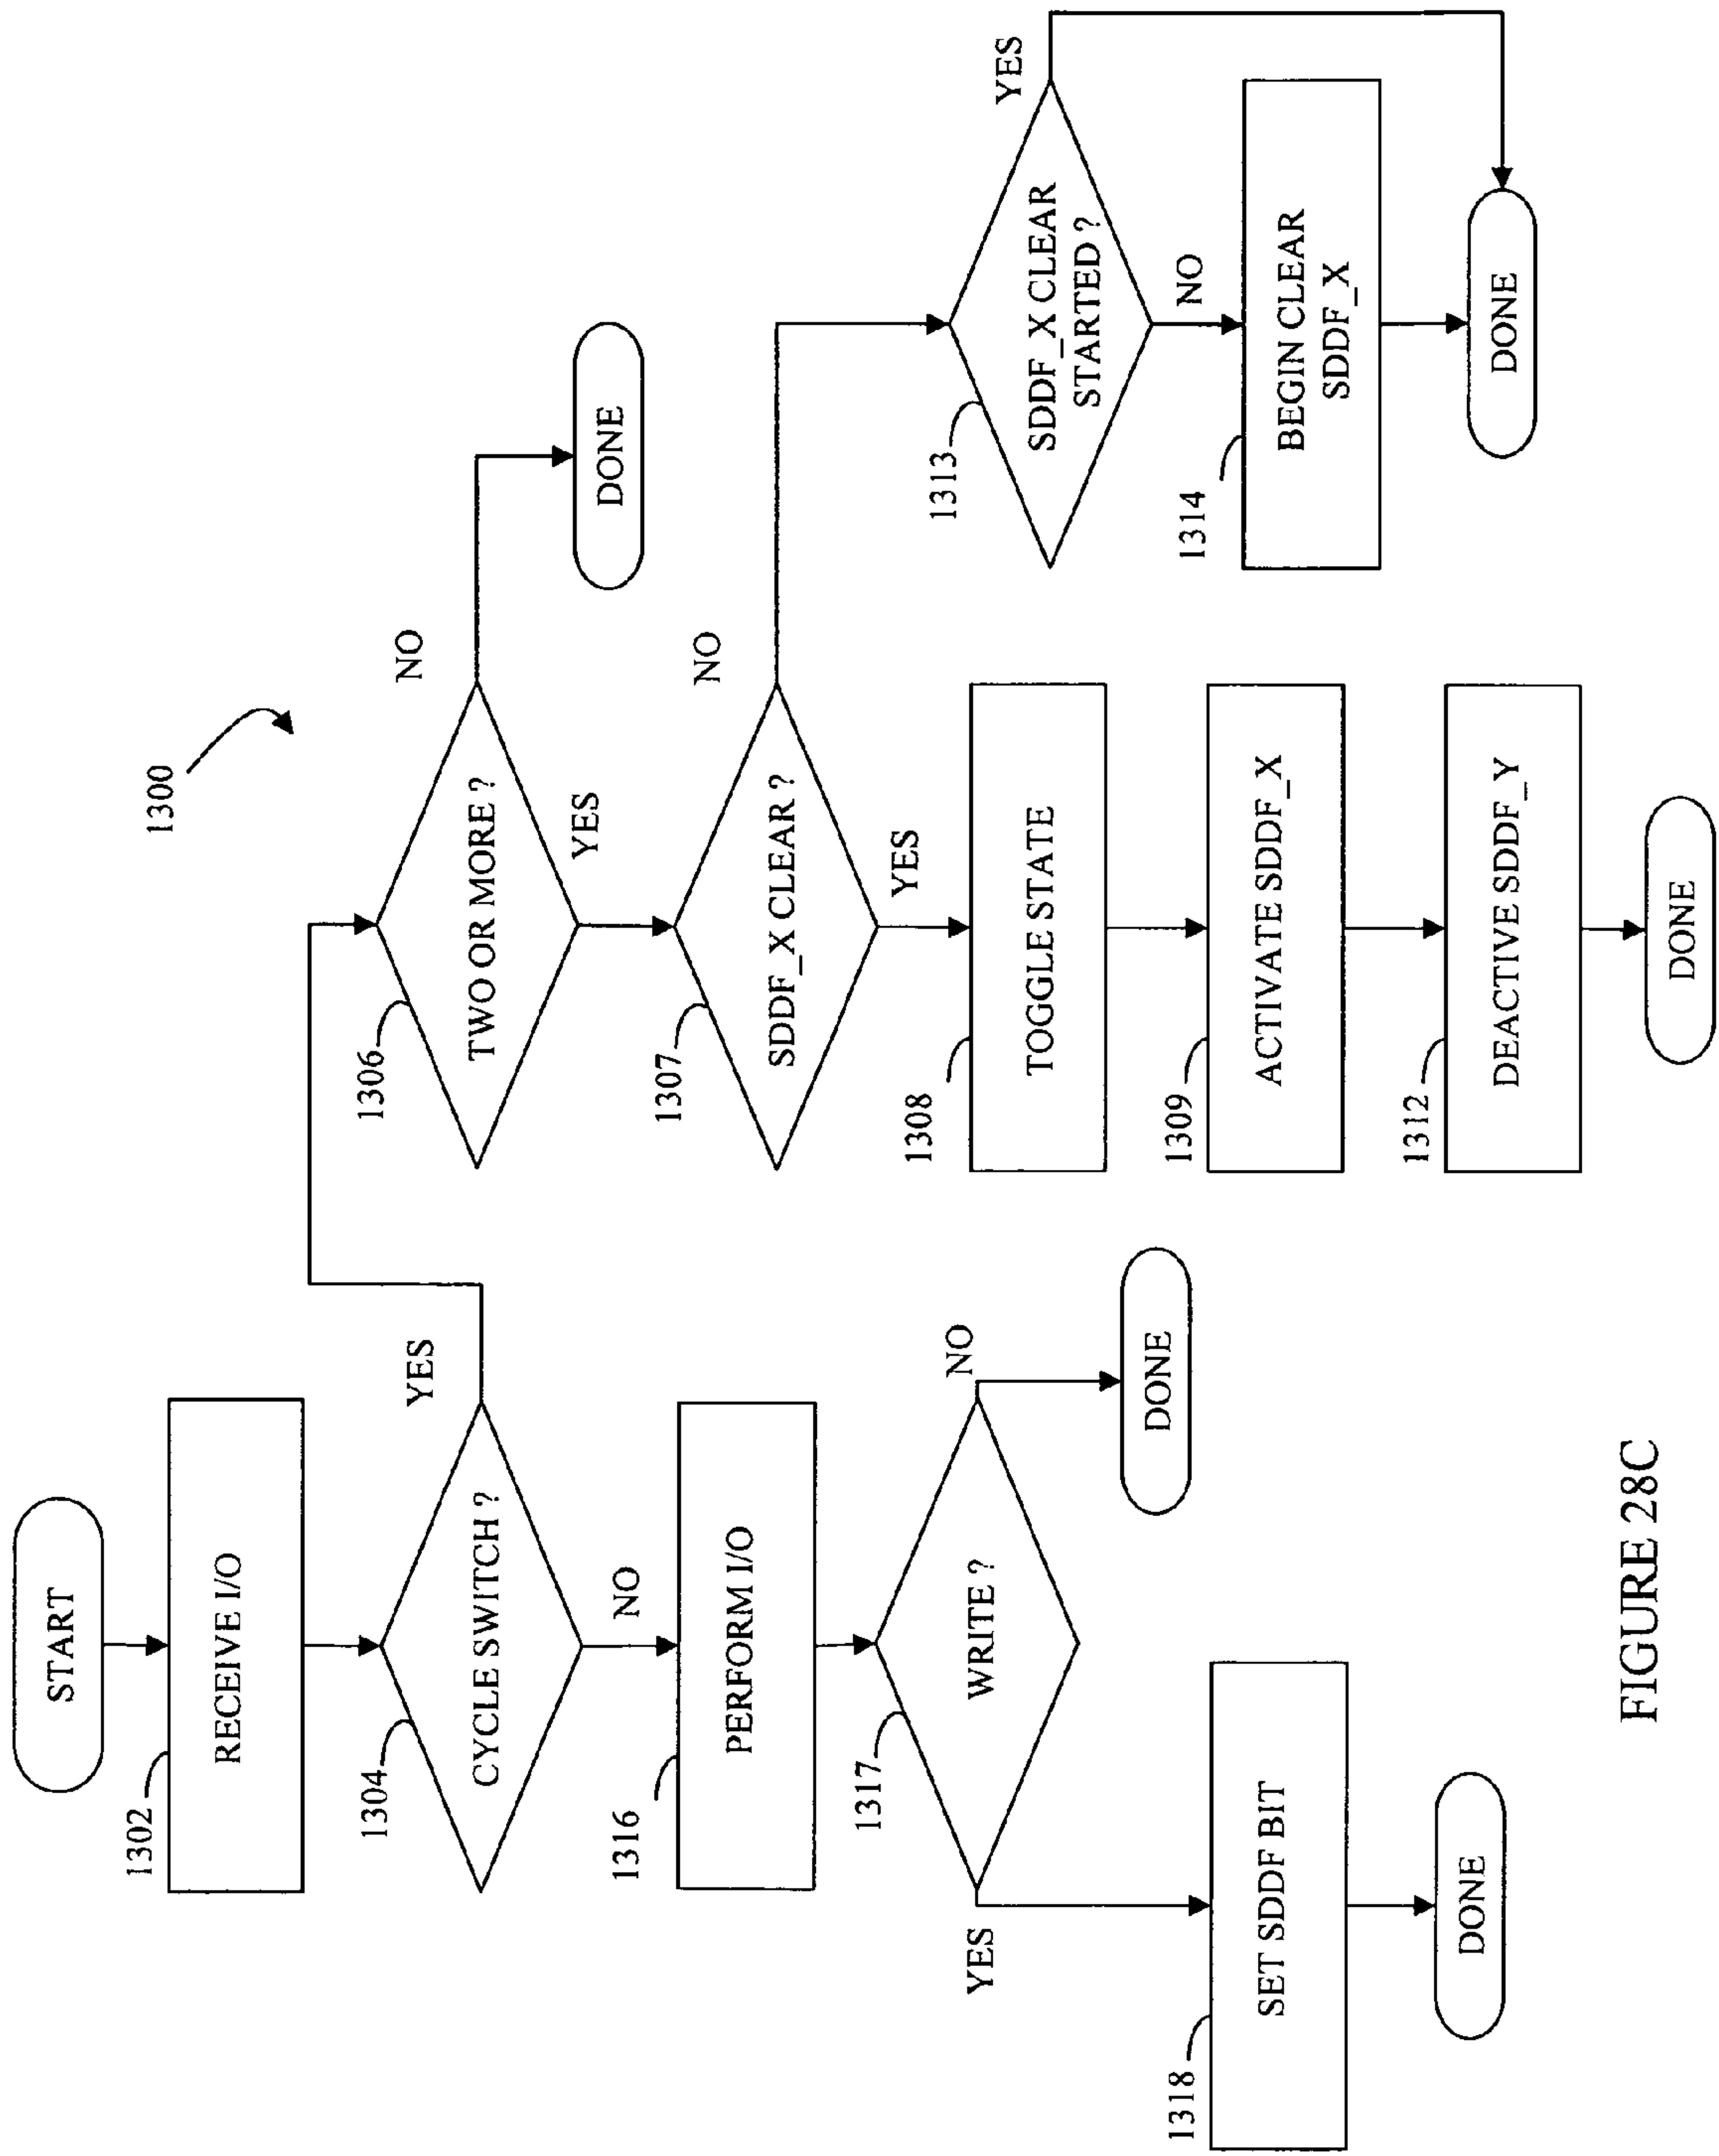 1300
START
1302
RECEIVE I/O
1304
CYCLE SWITCH ?
YES
NO
1316
PERFORM I/O
1317
WRITE ?
NO
DONE
YES
1318
SET SDDF BIT
DONE
1306
TWO OR MORE ?
NO
DONE
YES
1307
SDDF_X CLEAR ?
NO
YES
1308
TOGGLE STATE
1309
ACTIVATE SDDF_X
1312
DEACTIVE SDDF_Y
DONE
1313
SDDF_X CLEAR
STARTED ?
YES
NO
1314
BEGIN CLEAR
SDDF_X
DONE
FIGURE 28C